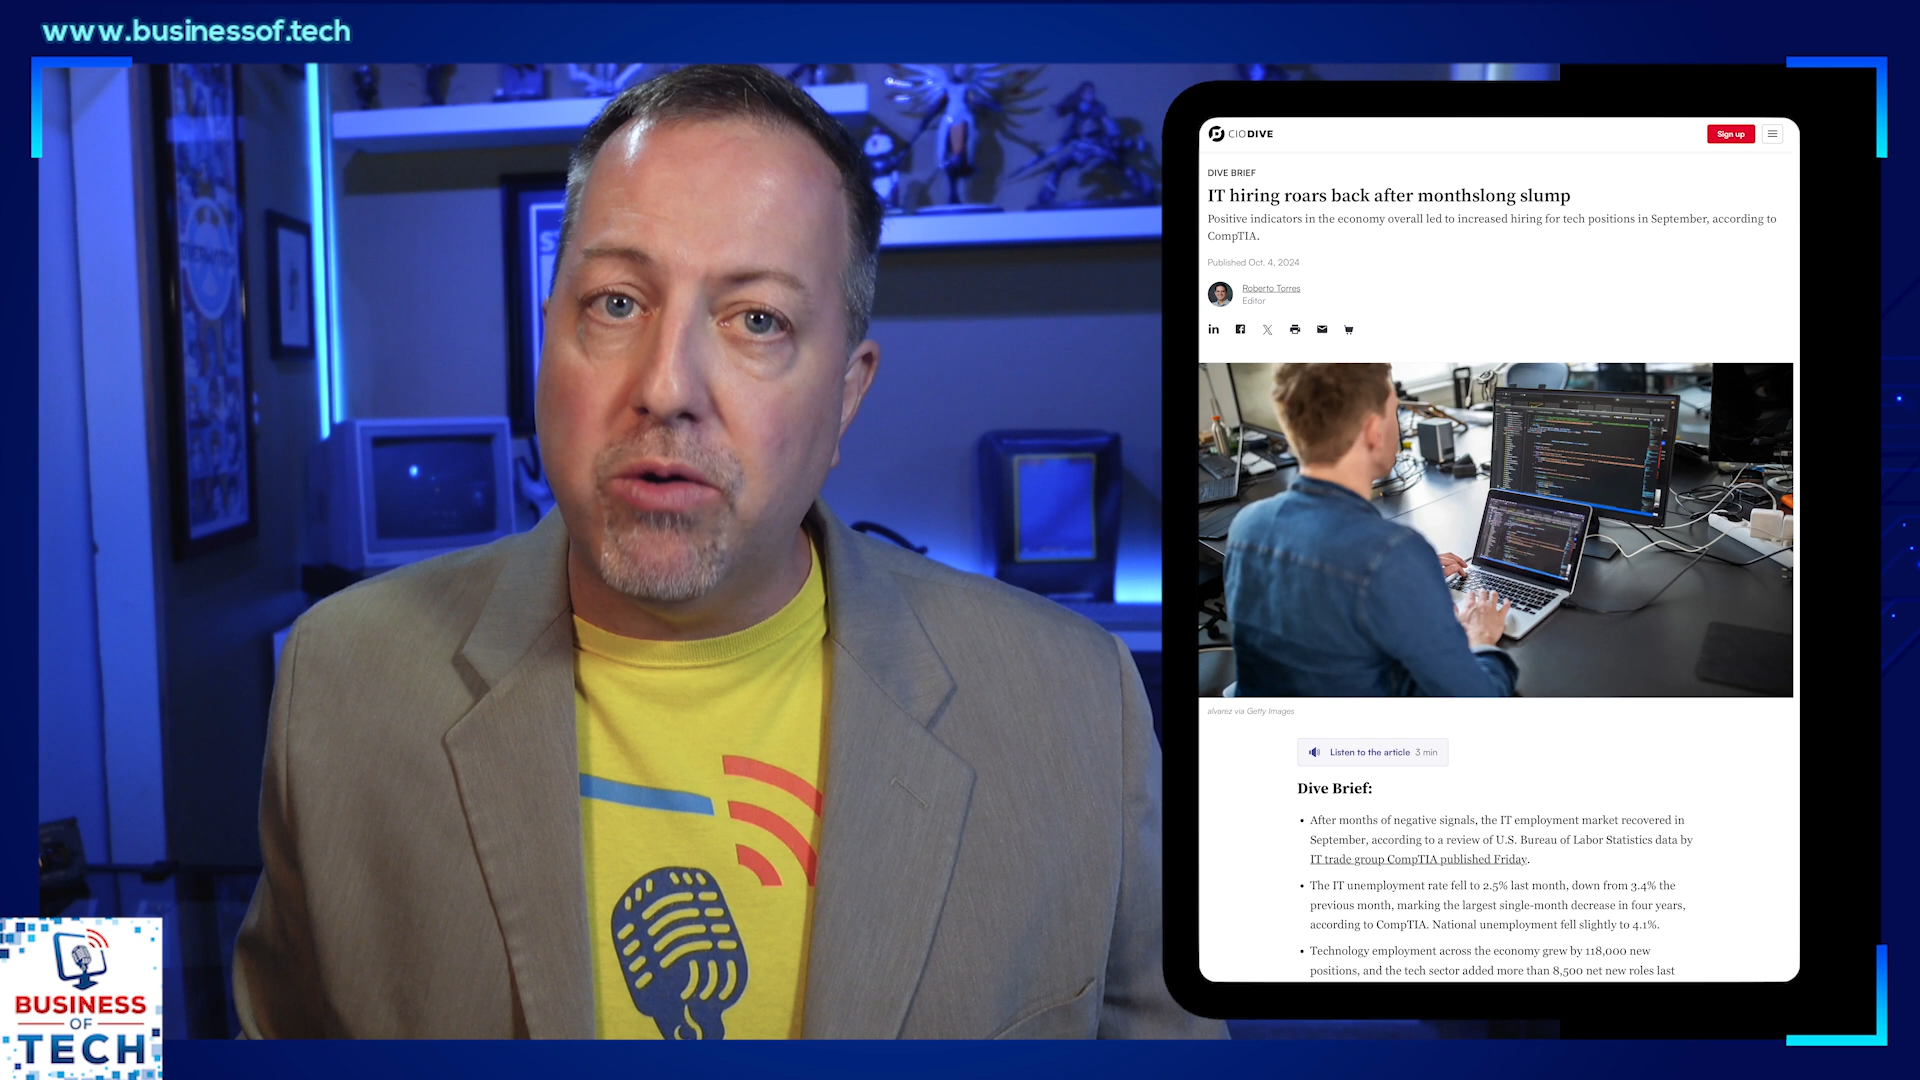 www.businessof.tech
CIODIVE
Sign up
DIVE BRIEF
IT hiring roars back after monthslong slump
Positive indicators in the economy overall led to increased hiring for tech positions in September, according to
CompTIA.
Published Oct. 4, 2024
Roberto Torres
Editor
alvarez via Getty Images
Listen to the article 3 min
Dive Brief:
• After months of negative signals, the IT employment market recovered in
September, according to a review of U.S. Bureau of Labor Statistics data by
IT trade group CompTIA published Friday.
• The IT unemployment rate fell to 2.5% last month, down from 3.4% the
previous month, marking the largest single-month decrease in four years,
according to CompTIA. National unemployment fell slightly to 4.1%.
• Technology employment across the economy grew by 118,000 new
positions, and the tech sector added more than 8,500 net new roles last
BUSINESS
OF
TECH